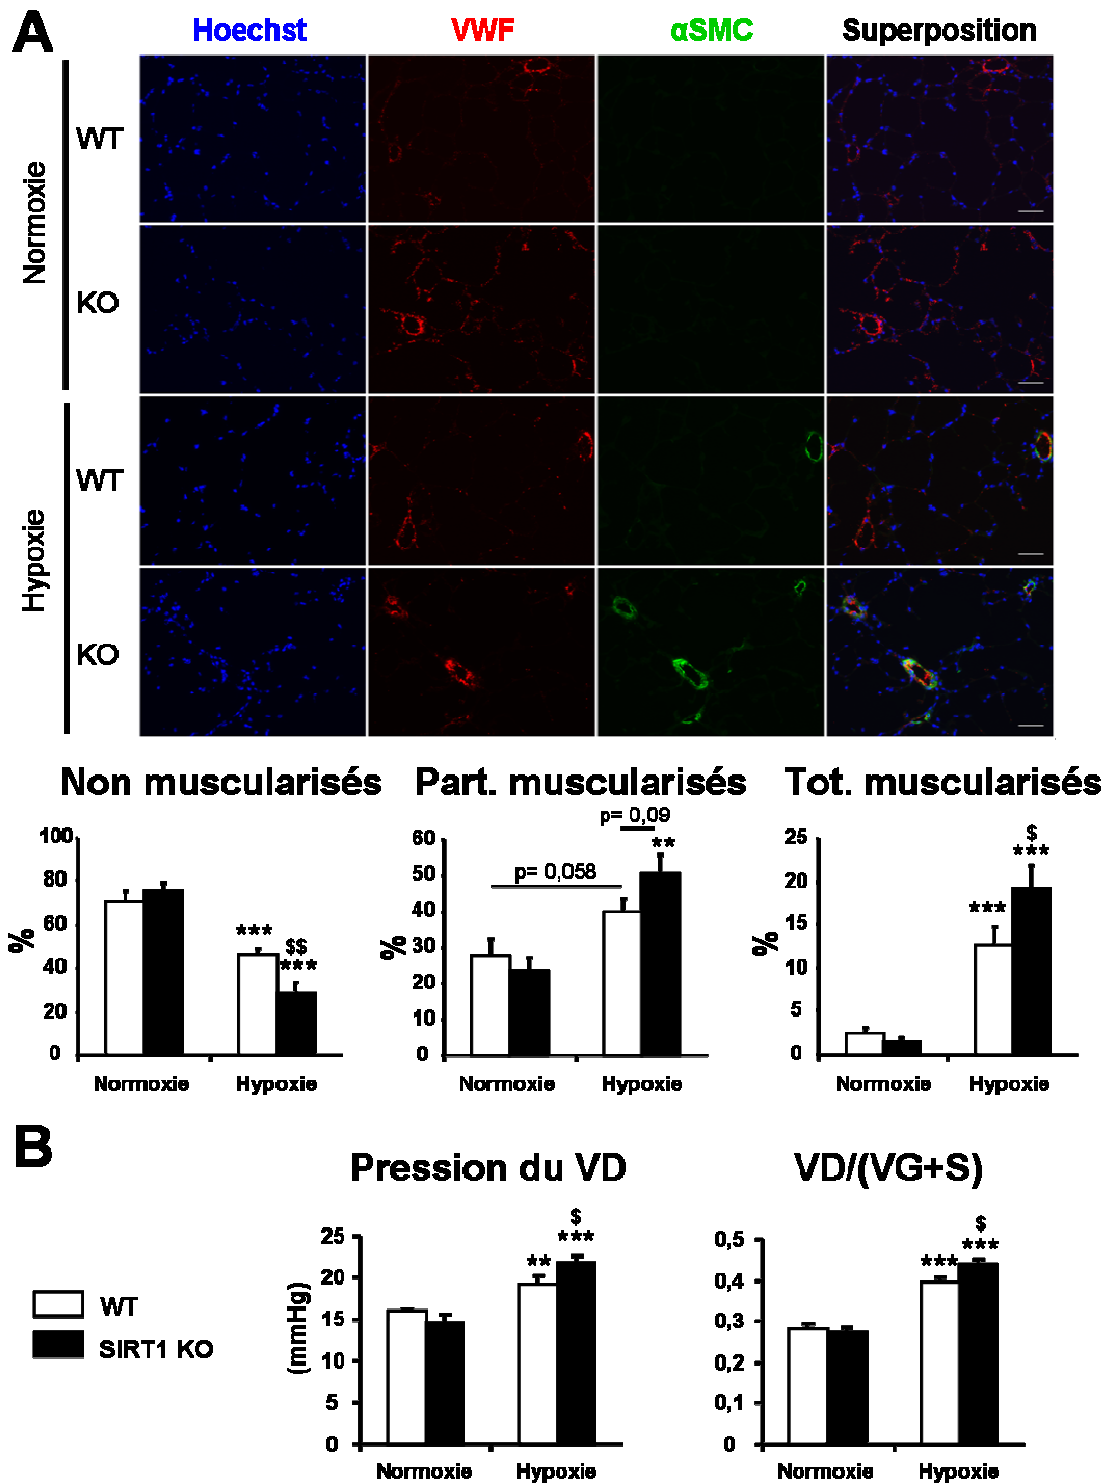 A
Hoechst VWF αSMC Superposition
Normoxie
WT
KO
Hypoxie
WT
KO
Non muscularisés
100
80
60
40
20
0
%
***
$$
***
Normoxie Hypoxie
Part. muscularisés
p= 0,09
60
50
40
30
20
10
0
%
p= 0,058
**
Normoxie Hypoxie
Tot. muscularisés
25
20
15
10
5
0
%
***
$
***
Normoxie Hypoxie
B
WT
SIRT1 KO
Pression du VD
25
20
15
10
5
0
(mmHg)
**
$
***
Normoxie Hypoxie
VD/(VG+S)
0,5
0,4
0,3
0,2
0,1
0
***
$
***
Normoxie Hypoxie